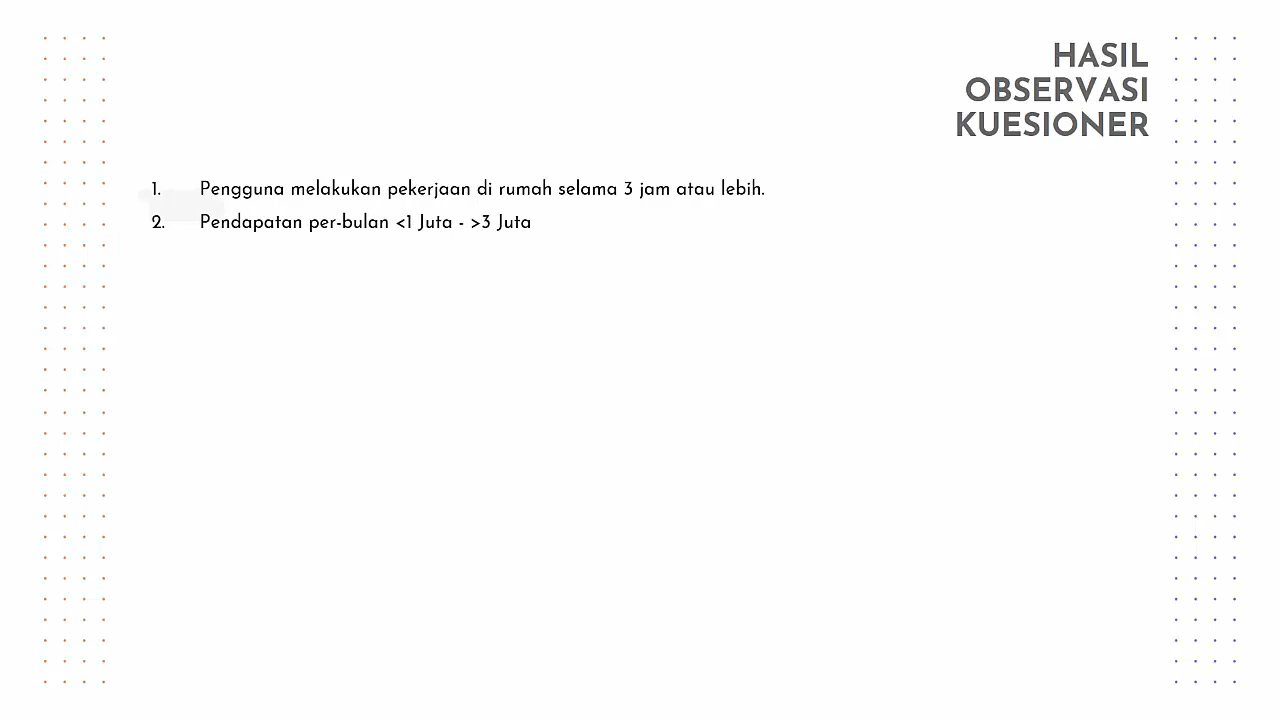 HASIL
OBSERVASI
KUESIONER
1. Pengguna melakukan pekerjaan di rumah selama 3 jam atau lebih.
2. Pendapatan per-bulan <1 Juta - >3 Juta